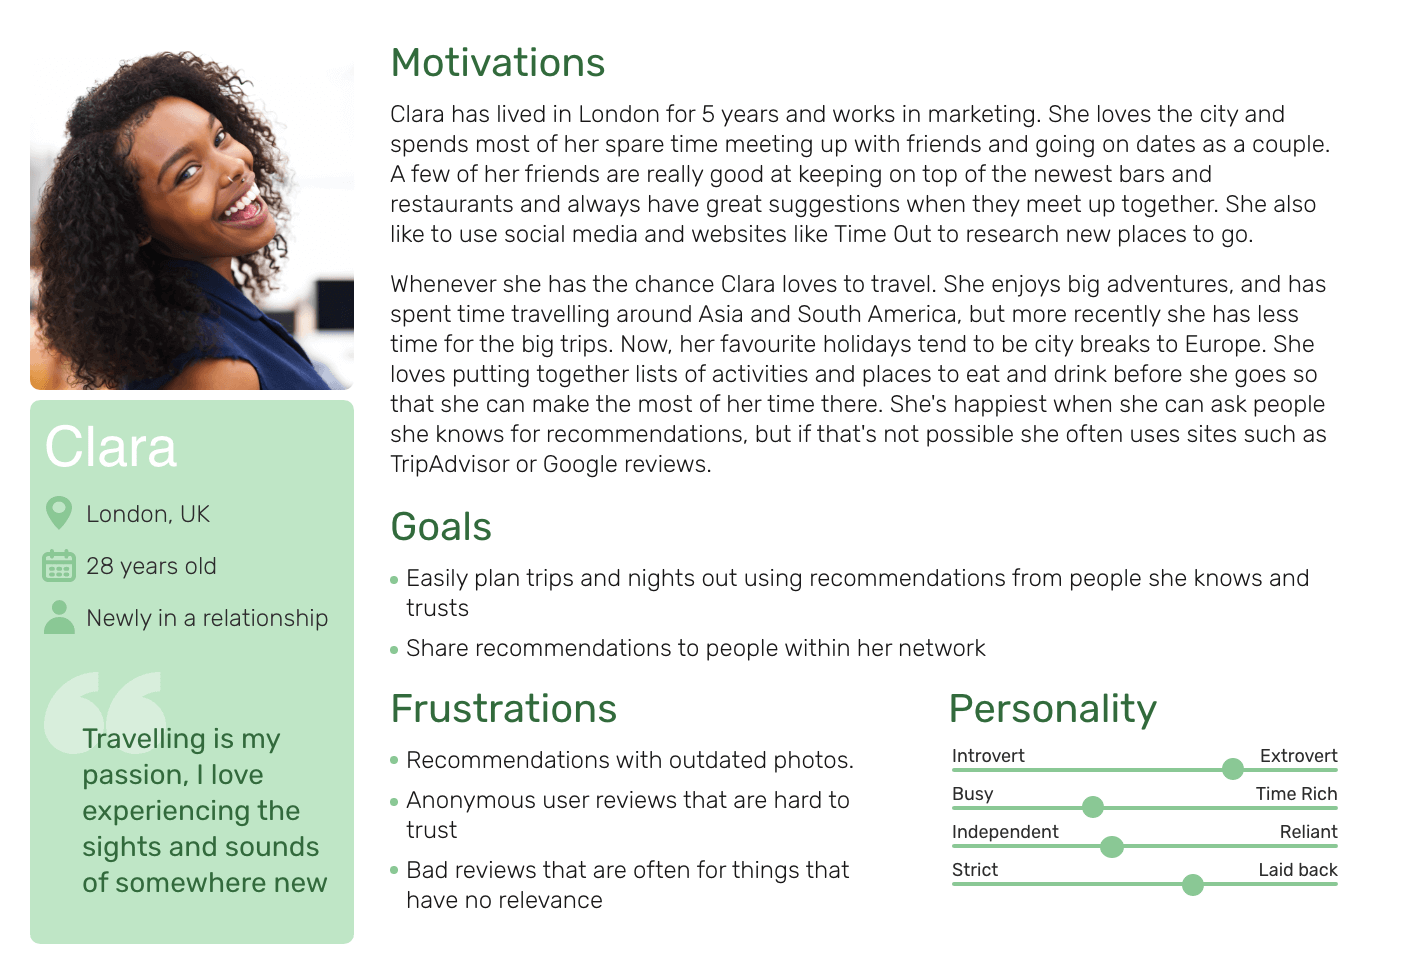 Clara
London, UK
28 years old
Newly in a relationship
Travelling is my
passion, I love
experiencing the
sights and sounds
of somewhere new
Motivations
Clara has lived in London for 5 years and works in marketing. She loves the city and
spends most of her spare time meeting up with friends and going on dates as a couple.
A few of her friends are really good at keeping on top of the newest bars and
restaurants and always have great suggestions when they meet up together. She also
like to use social media and websites like Time Out to research new places to go.
Whenever she has the chance Clara loves to travel. She enjoys big adventures, and has
spent time travelling around Asia and South America, but more recently she has less
time for the big trips. Now, her favourite holidays tend to be city breaks to Europe. She
loves putting together lists of activities and places to eat and drink before she goes so
that she can make the most of her time there. She's happiest when she can ask people
she knows for recommendations, but if that's not possible she often uses sites such as
TripAdvisor or Google reviews.
Goals
Easily plan trips and nights out using recommendations from people she knows and
trusts
Share recommendations to people within her network
Frustrations
Recommendations with outdated photos.
Anonymous user reviews that are hard to
trust
Bad reviews that are often for things that
have no relevance
Personality
Introvert Extrovert
Busy Time Rich
Independent Reliant
Strict Laid back